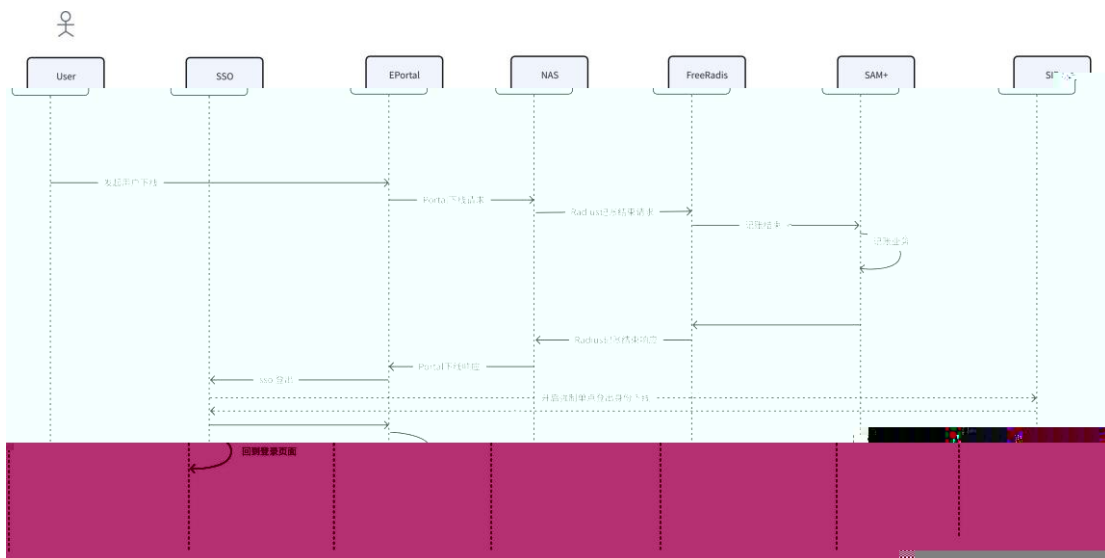 User
SSO
EPortal
NAS
FreeRadis
SAM+
发起用户下线
Portal下线请求
Radius记账结束请求
记账结束
记账业务
Radius记账结束响应
Portal下线响应
sso 登出
回到登录页面